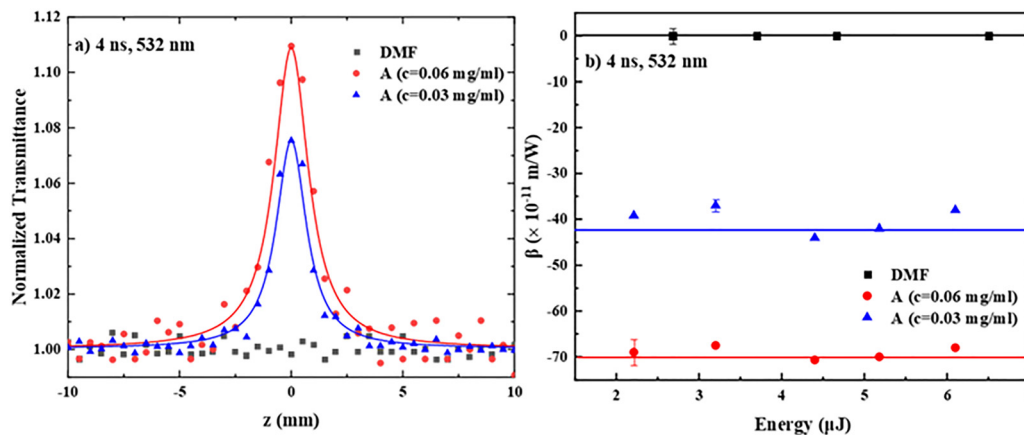 1.12
1.10
1.08
1.06
1.04
1.02
1.00
Normalized Transmittance
a) 4 ns, 532 nm
DMF
A (c=0.06 mg/ml)
A (c=0.03 mg/ml)
-10 -5 0 5 10
z (mm)
0
-10
-20
-30
-40
-50
-60
-70
β (× 10⁻¹¹ m/W)
b) 4 ns, 532 nm
DMF
A (c=0.06 mg/ml)
A (c=0.03 mg/ml)
2 3 4 5 6
Energy (μJ)